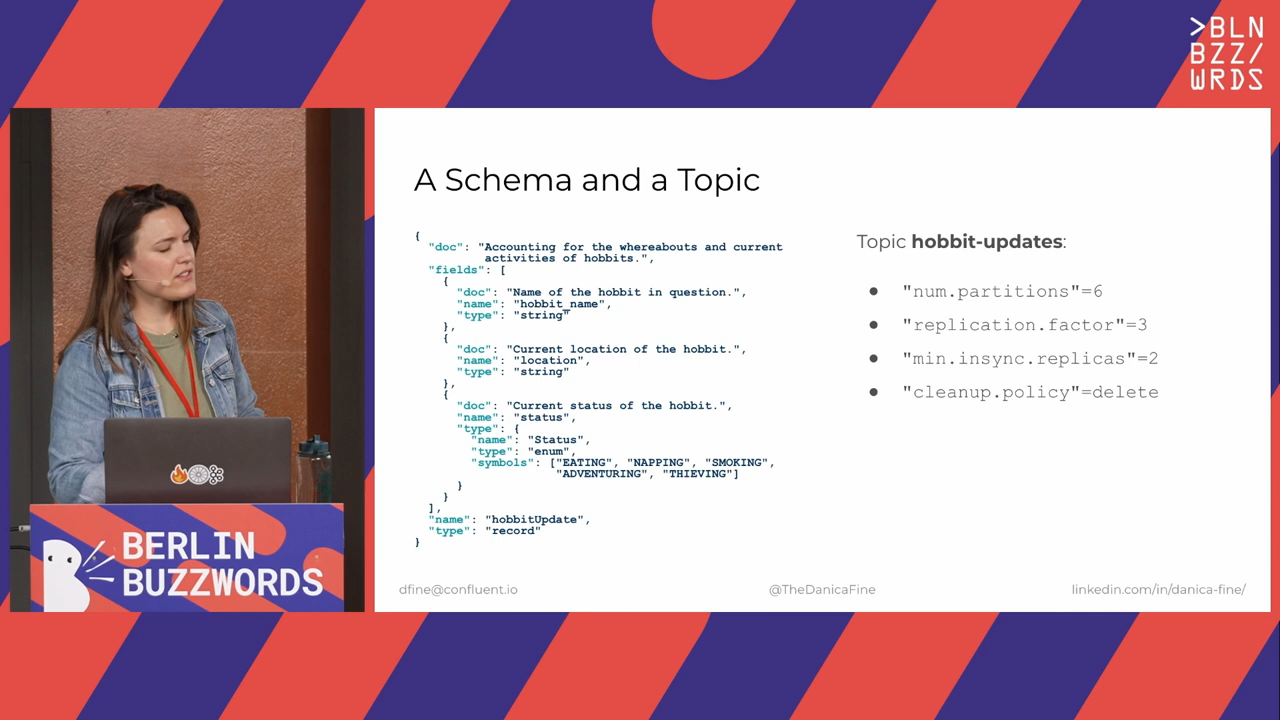 >BLN
BZZ/
WRDS
A Schema and a Topic
{
"doc": "Accounting for the whereabouts and current
activities of hobbits.",
"fields": [
{
"doc": "Name of the hobbit in question.",
"name": "hobbit_name",
"type": "string"
},
{
"doc": "Current location of the hobbit.",
"name": "location",
"type": "string"
},
{
"doc": "Current status of the hobbit.",
"name": "status",
"type": {
"name": "Status",
"type": "enum",
"symbols": ["EATING", "NAPPING", "SMOKING",
"ADVENTURING", "THIEVING"]
}
}
],
"name": "hobbitUpdate",
"type": "record"
}
Topic hobbit-updates:
● "num.partitions"=6
● "replication.factor"=3
● "min.insync.replicas"=2
● "cleanup.policy"=delete
dfine@confluent.io
@TheDanicaFine
linkedin.com/in/danica-fine/
BERLIN
BUZZWORDS